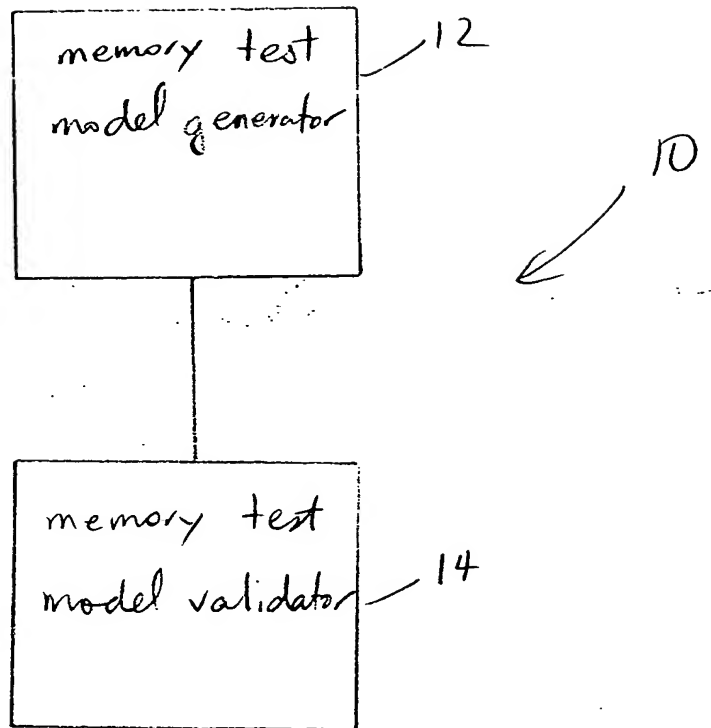 memory test
model generator
12
10
memory test
model validator
14